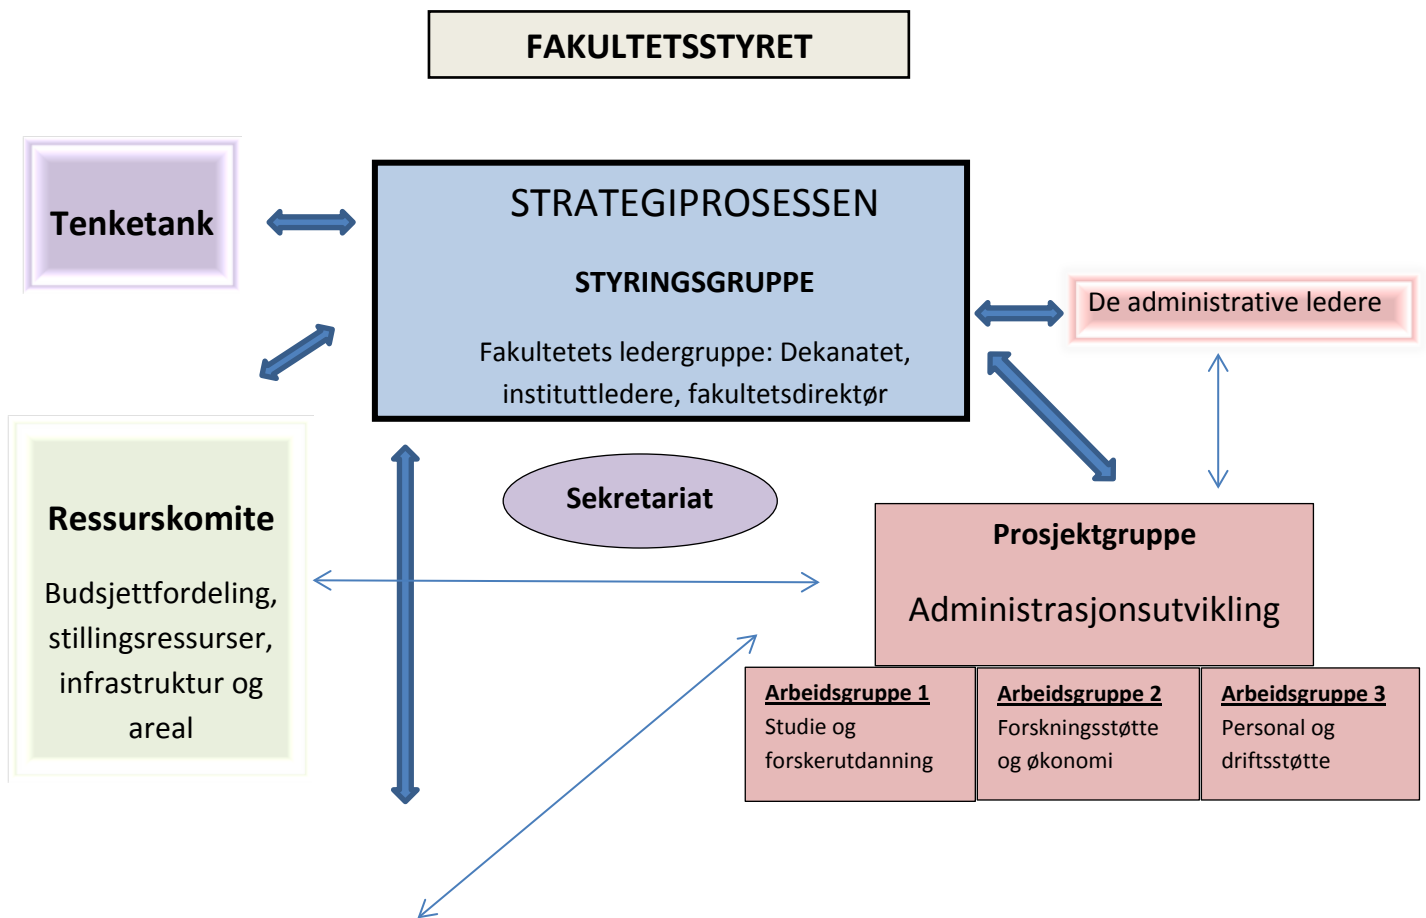 FAKULTETSSTYRET
Tenketank
STRATEGIPROSESSEN
STYRINGSGRUPPE
Fakultetets ledergruppe: Dekanatet,
instituttledere, fakultetsdirektør
De administrative ledere
Sekretariat
Ressurskomite
Budsjettfordeling,
stillingsressurser,
infrastruktur og
areal
Prosjektgruppe
Administrasjonsutvikling
Arbeidsgruppe 1
Studie og
forskerutdanning
Arbeidsgruppe 2
Forskningsstøtte
og økonomi
Arbeidsgruppe 3
Personal og
driftsstøtte